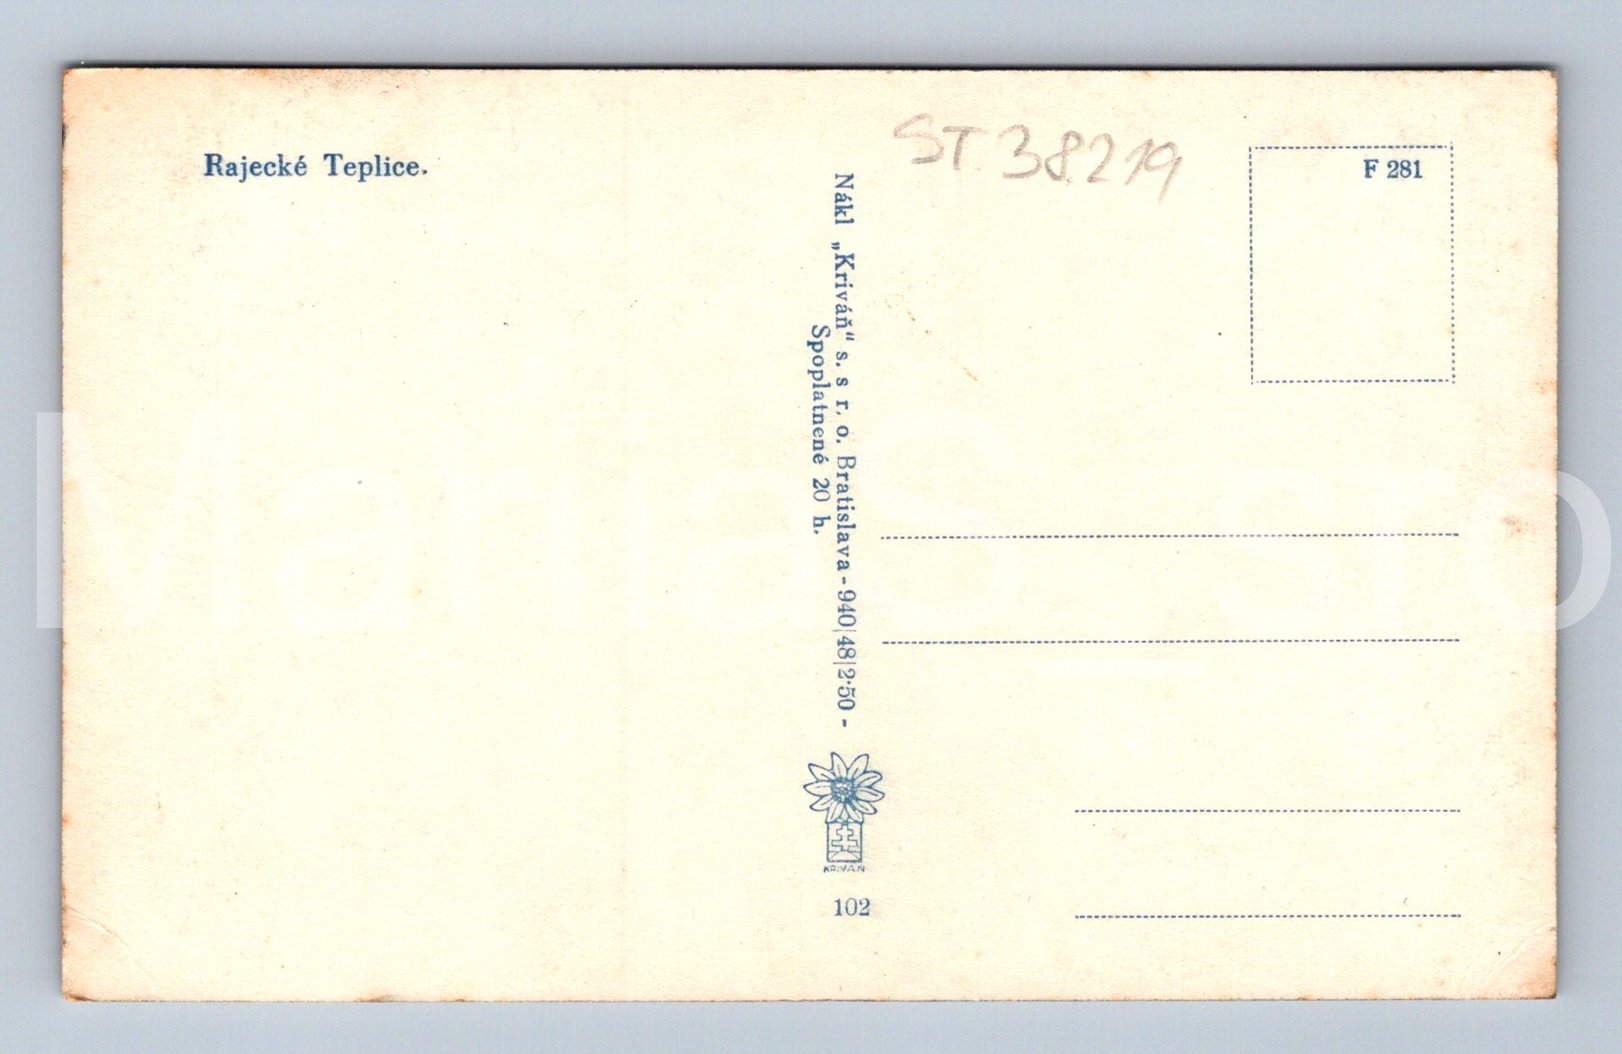 Rajecké Teplice.
ST 38219
F 281
Nákl „Kriváň“ s. s r. o. Bratislava - 940|48|2·50 -
Spoplatnené 20 h.
KRIVÁŇ
102